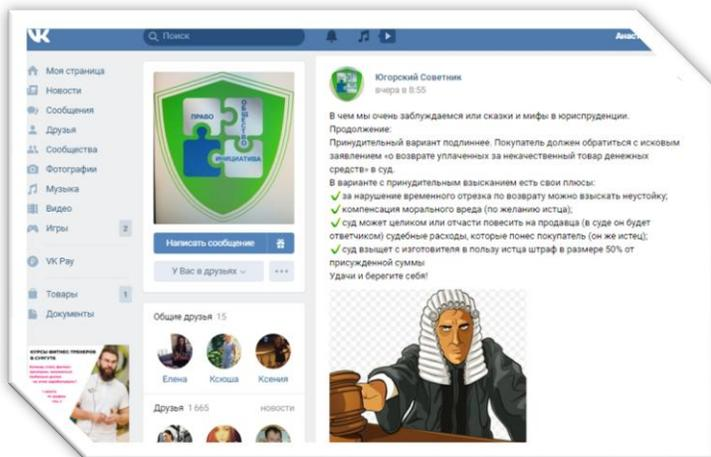 Поиск
Анаст
Моя страница
Новости
Сообщения
Друзья
Сообщества
Фотографии
Музыка
Видео
Игры 2
VK Pay
Товары 1
Документы
КУРСЫ ФИТНЕС ТРЕНЕРОВ
В СУРГУТЕ
ПРАВО
ОБЩЕСТВО
ИНИЦИАТИВА
Написать сообщение
У Вас в друзьях
Общие друзья 15
Елена Ксюша Ксения
Друзья 1 665 новости
Югорский Советник
вчера в 8:55
В чем мы очень заблуждаемся или сказки и мифы в юриспруденции.
Продолжение:
Принудительный вариант подлиннее. Покупатель должен обратиться с исковым
заявлением «о возврате уплаченных за некачественный товар денежных
средств» в суд.
В варианте с принудительным взысканием есть свои плюсы:
за нарушение временного отрезка по возврату можно взыскать неустойку;
компенсация морального вреда (по желанию истца);
суд может целиком или отчасти повесить на продавца (в суде он будет
ответчиком) судебные расходы, которые понес покупатель (он же истец);
суд взыщет с изготовителя в пользу истца штраф в размере 50% от
присужденной суммы
Удачи и берегите себя!